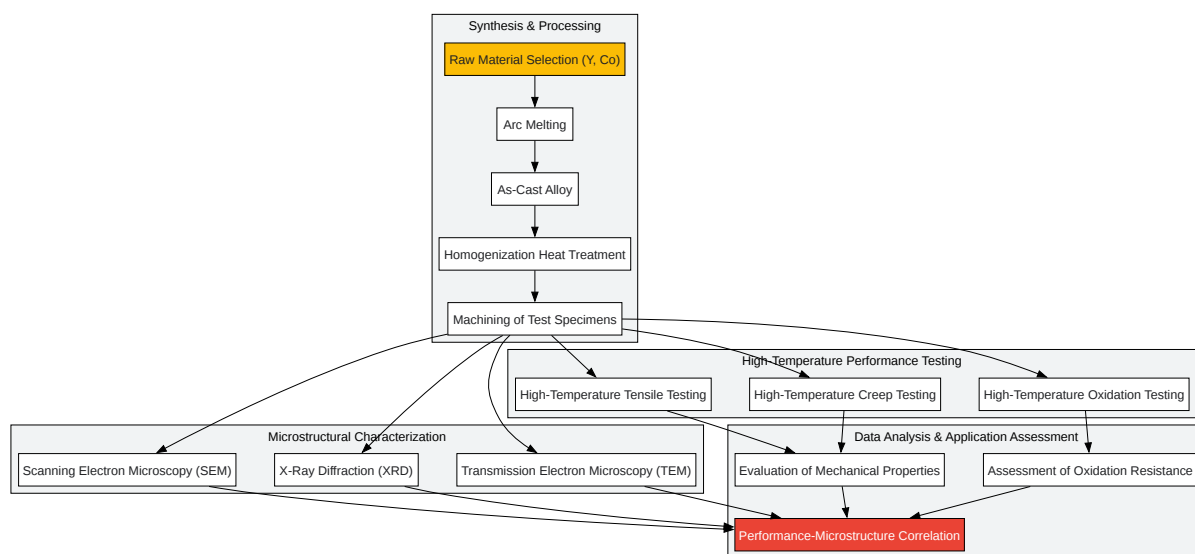 Synthesis & Processing
Raw Material Selection (Y, Co)
Arc Melting
As-Cast Alloy
Homogenization Heat Treatment
Machining of Test Specimens
High-Temperature Performance Testing
High-Temperature Tensile Testing
High-Temperature Creep Testing
High-Temperature Oxidation Testing
Microstructural Characterization
Scanning Electron Microscopy (SEM)
X-Ray Diffraction (XRD)
Transmission Electron Microscopy (TEM)
Data Analysis & Application Assessment
Evaluation of Mechanical Properties
Assessment of Oxidation Resistance
Performance-Microstructure Correlation